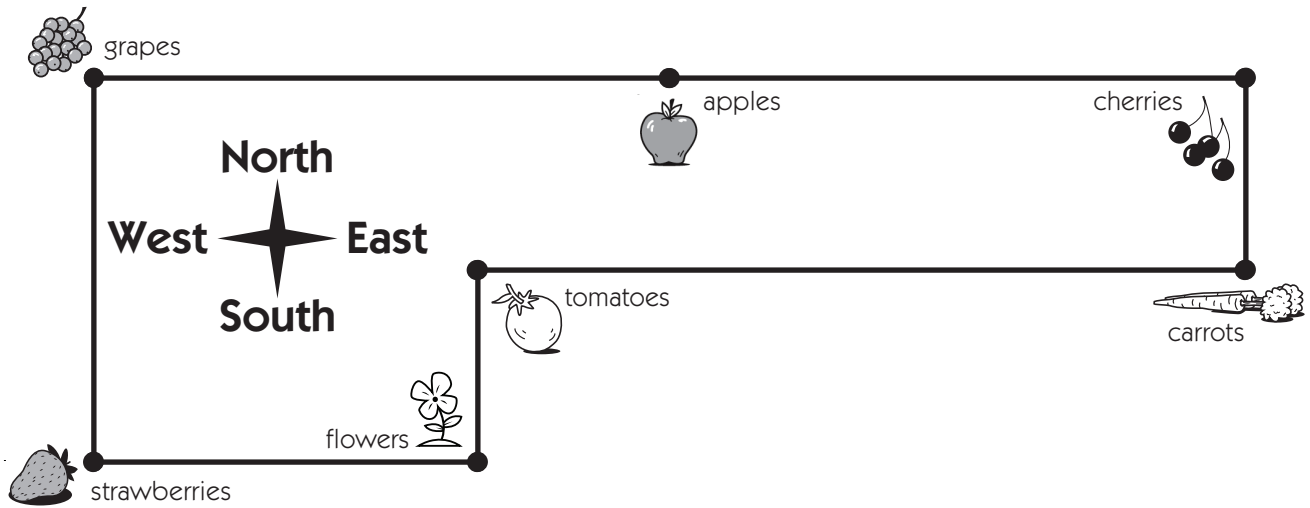 grapes
apples
cherries
North
West
East
South
tomatoes
carrots
flowers
strawberries